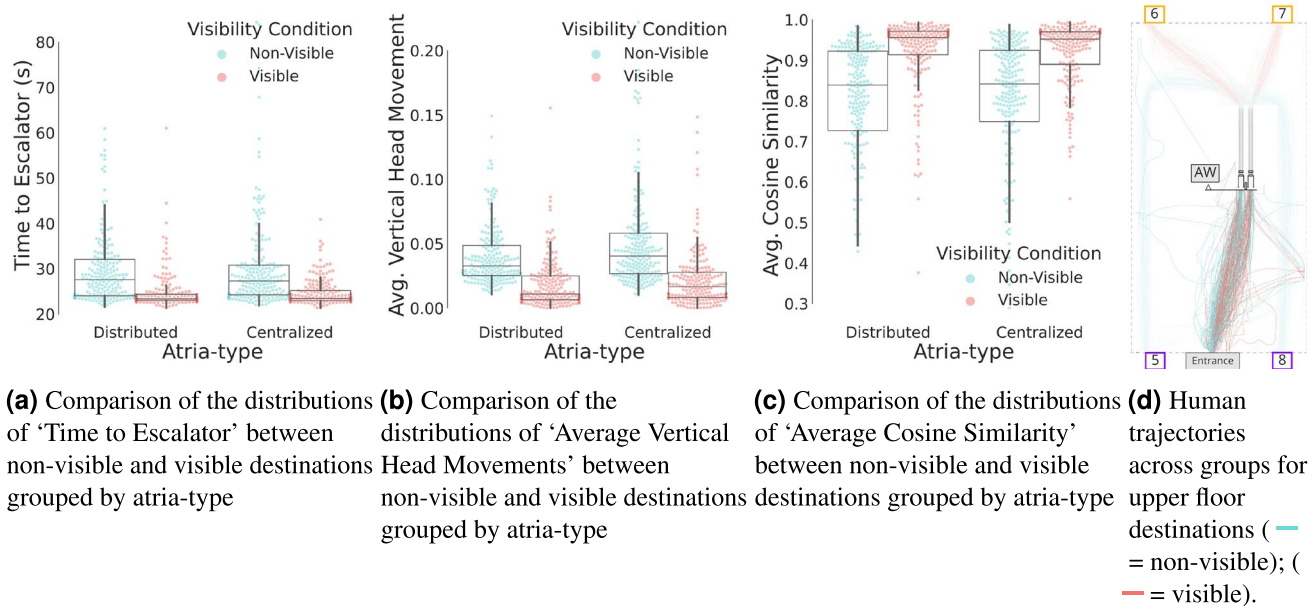 Visibility Condition
Non-Visible
Visible
Time to Escalator (s)
80
70
60
50
40
30
20
Distributed
Centralized
Atria-type
Visibility Condition
Non-Visible
Visible
Avg. Vertical Head Movement
0.20
0.15
0.10
0.05
0.00
Distributed
Centralized
Atria-type
Avg. Cosine Similarity
1.0
0.9
0.8
0.7
0.6
0.5
0.4
0.3
Visibility Condition
Non-Visible
Visible
Distributed
Centralized
Atria-type
6
7
AW
5
Entrance
8
(a) Comparison of the distributions
of ‘Time to Escalator’ between
non-visible and visible destinations
grouped by atria-type
(b) Comparison of the
distributions of ‘Average Vertical
Head Movements’ between
non-visible and visible destinations
grouped by atria-type
(c) Comparison of the distributions
of ‘Average Cosine Similarity’
between non-visible and visible
destinations grouped by atria-type
(d) Human
trajectories
across groups for
upper floor
destinations (
= non-visible); (
= visible).